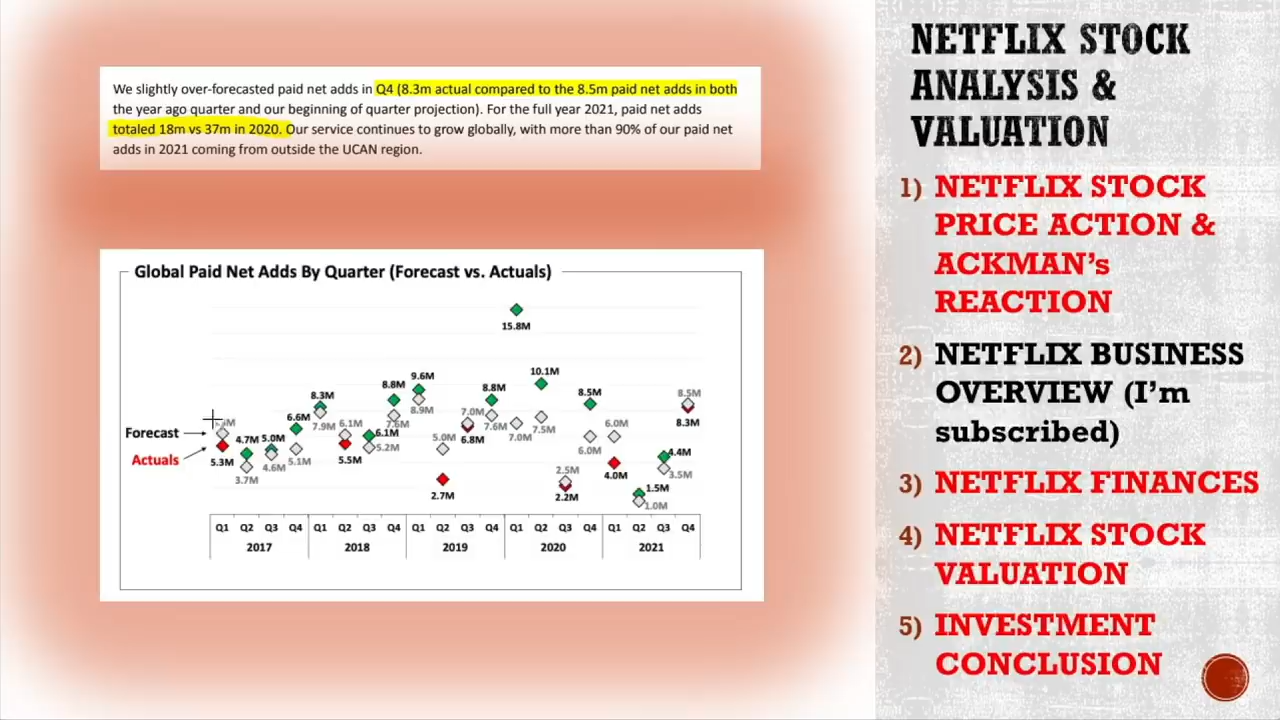 We slightly over-forecasted paid net adds in Q4 (8.3m actual compared to the 8.5m paid net adds in both
the year ago quarter and our beginning of quarter projection). For the full year 2021, paid net adds
totaled 18m vs 37m in 2020. Our service continues to grow globally, with more than 90% of our paid net
adds in 2021 coming from outside the UCAN region.
Global Paid Net Adds By Quarter (Forecast vs. Actuals)
15.8M
10.1M
9.6M
8.8M
8.8M
8.5M
8.5M
8.3M
8.9M
7.0M
6.6M
7.9M
6.1M
7.6M
7.6M
7.0M
7.5M
6.0M
8.3M
Forecast
4.7M
5.0M
6.1M
5.0M
6.8M
6.0M
Actuals
5.3M
4.6M
5.1M
5.5M
5.2M
4.4M
3.7M
2.5M
4.0M
3.5M
2.7M
2.2M
1.5M
1.0M
Q1 Q2 Q3 Q4 Q1 Q2 Q3 Q4 Q1 Q2 Q3 Q4 Q1 Q2 Q3 Q4 Q1 Q2 Q3 Q4
2017 2018 2019 2020 2021
NETFLIX STOCK
ANALYSIS &
VALUATION
1) NETFLIX STOCK
PRICE ACTION &
ACKMAN's
REACTION
2) NETFLIX BUSINESS
OVERVIEW (I'm
subscribed)
3) NETFLIX FINANCES
4) NETFLIX STOCK
VALUATION
5) INVESTMENT
CONCLUSION